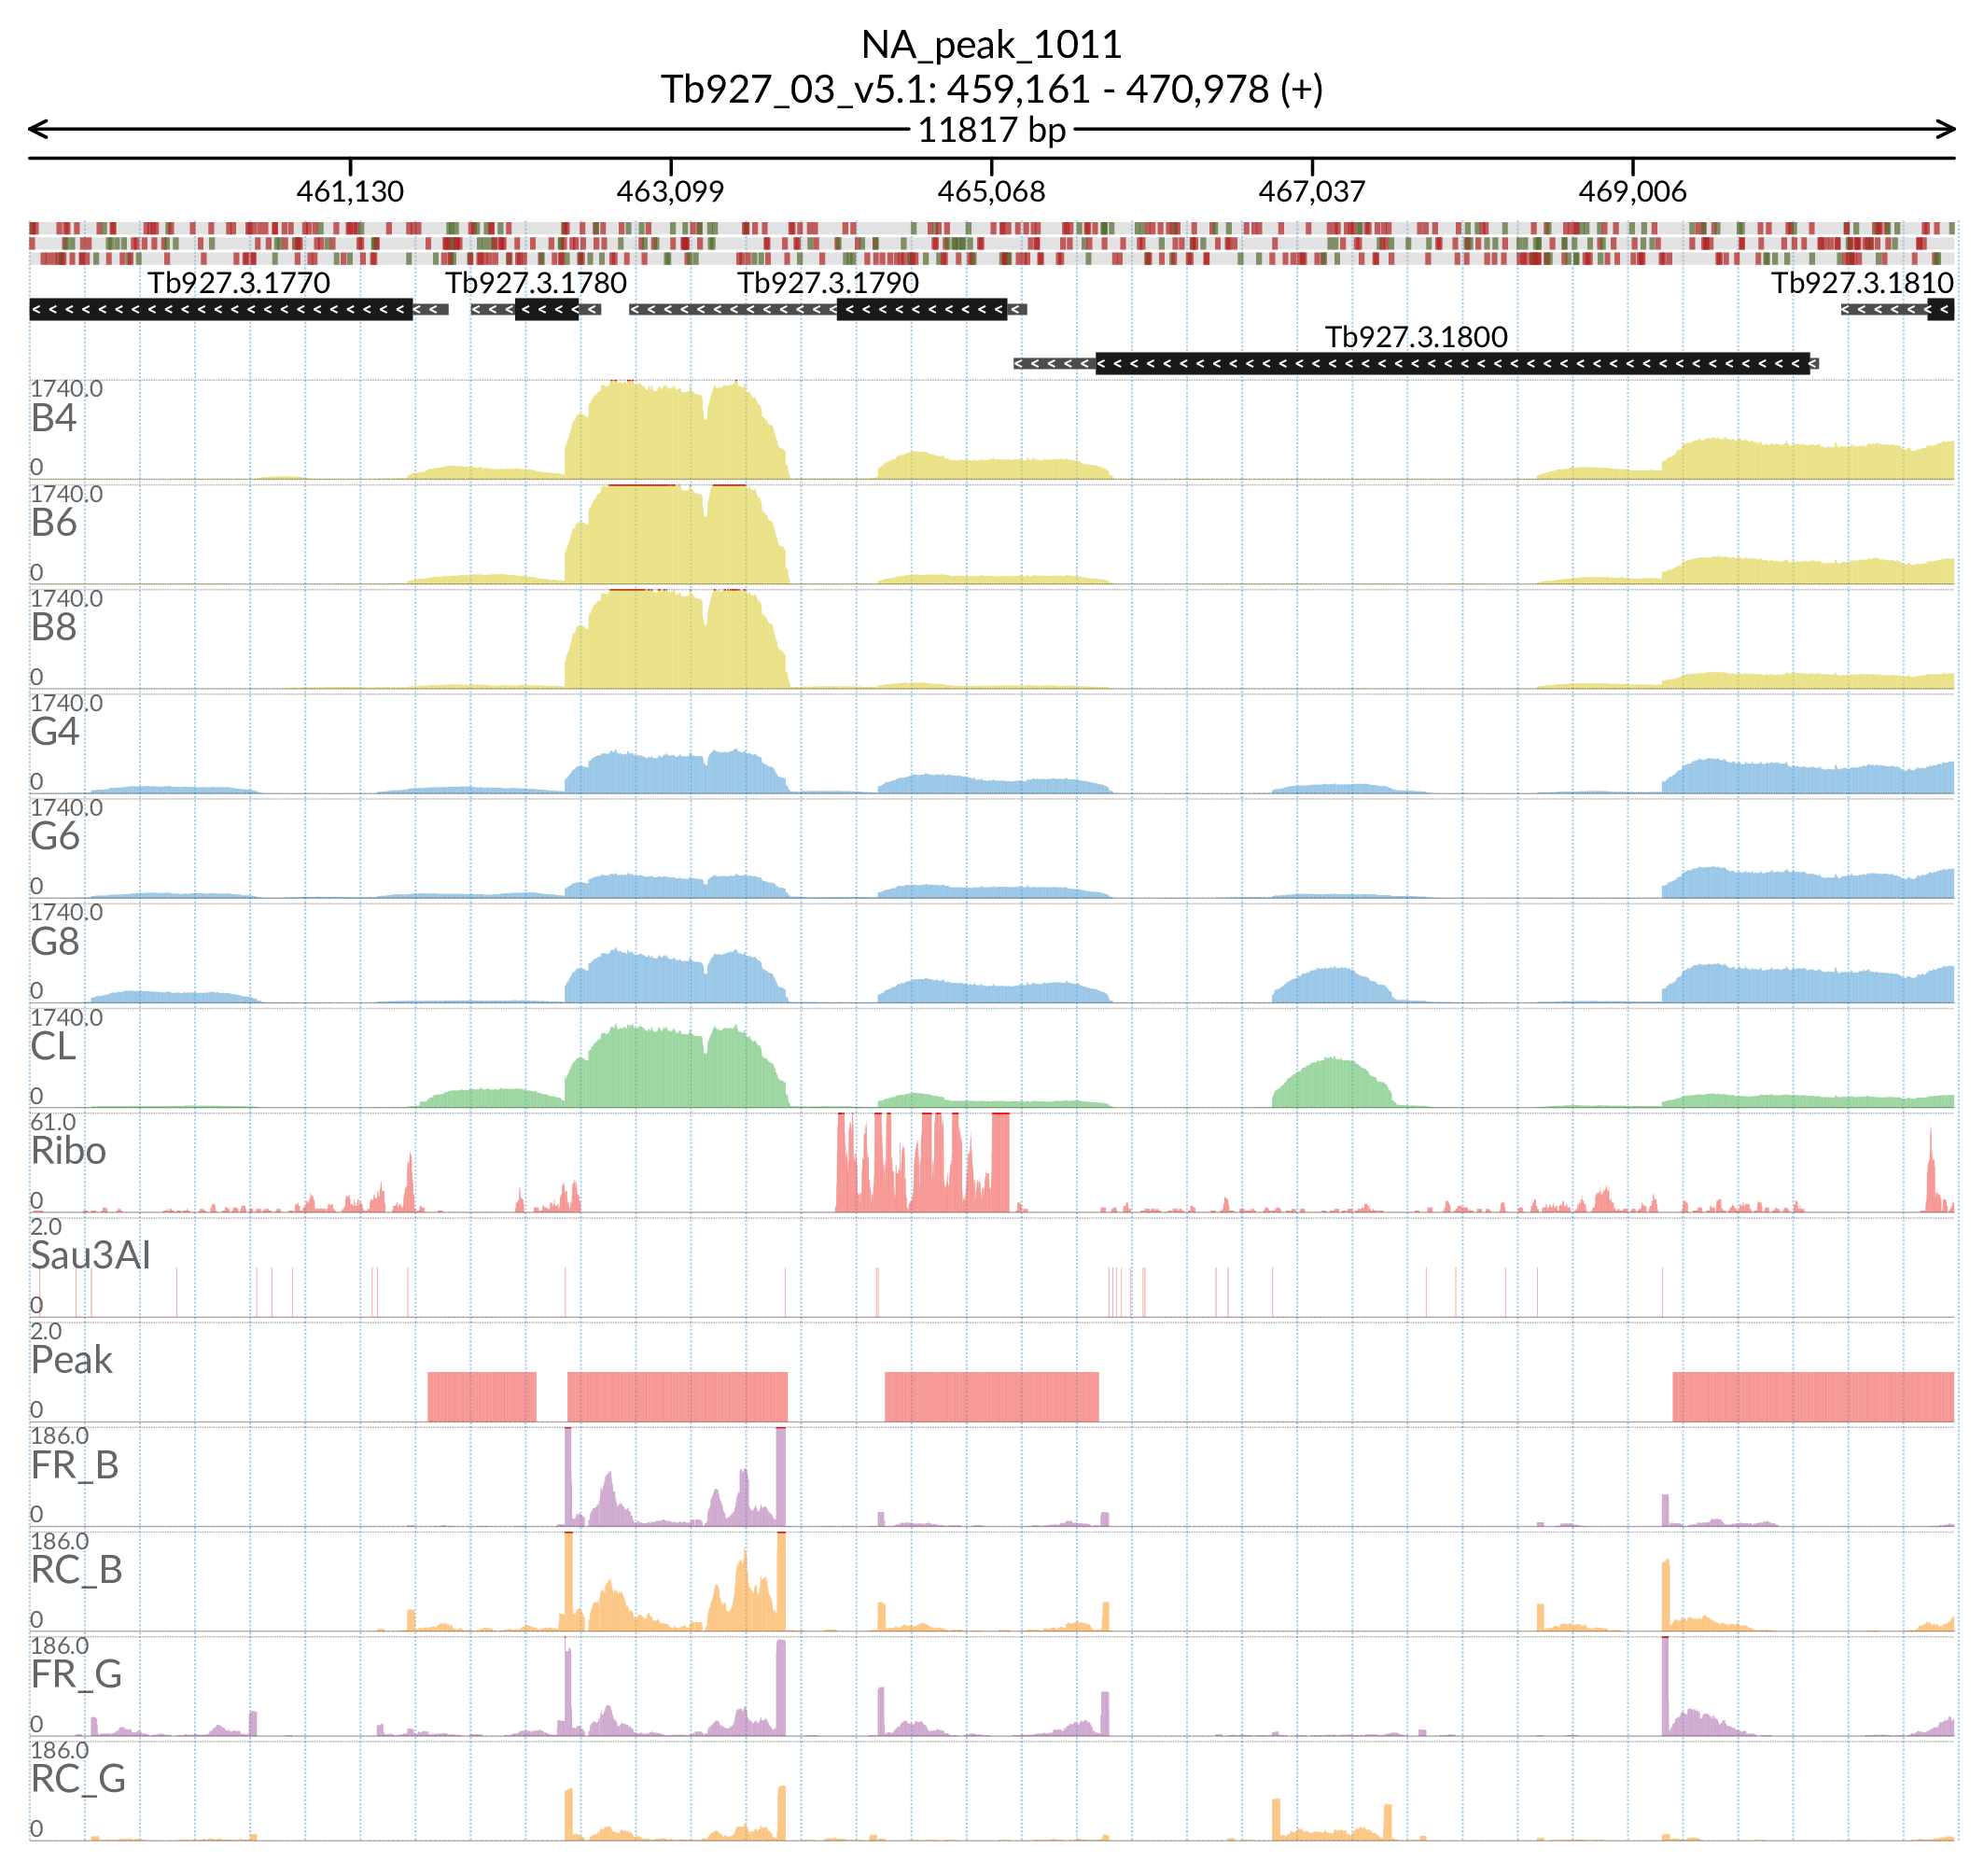 NA_peak_1011
Tb927_03_v5.1: 459,161 - 470,978 (+)
11817 bp
461,130 463,099 465,068 467,037 469,006
Tb927.3.1770 Tb927.3.1780 Tb927.3.1790 Tb927.3.1810
Tb927.3.1800
1740.0
B4
0
1740.0
B6
0
1740.0
B8
0
1740.0
G4
0
1740.0
G6
0
1740.0
G8
0
1740.0
CL
0
61.0
Ribo
0
2.0
Sau3AI
0
2.0
Peak
0
186.0
FR_B
0
186.0
RC_B
0
186.0
FR_G
0
186.0
RC_G
0